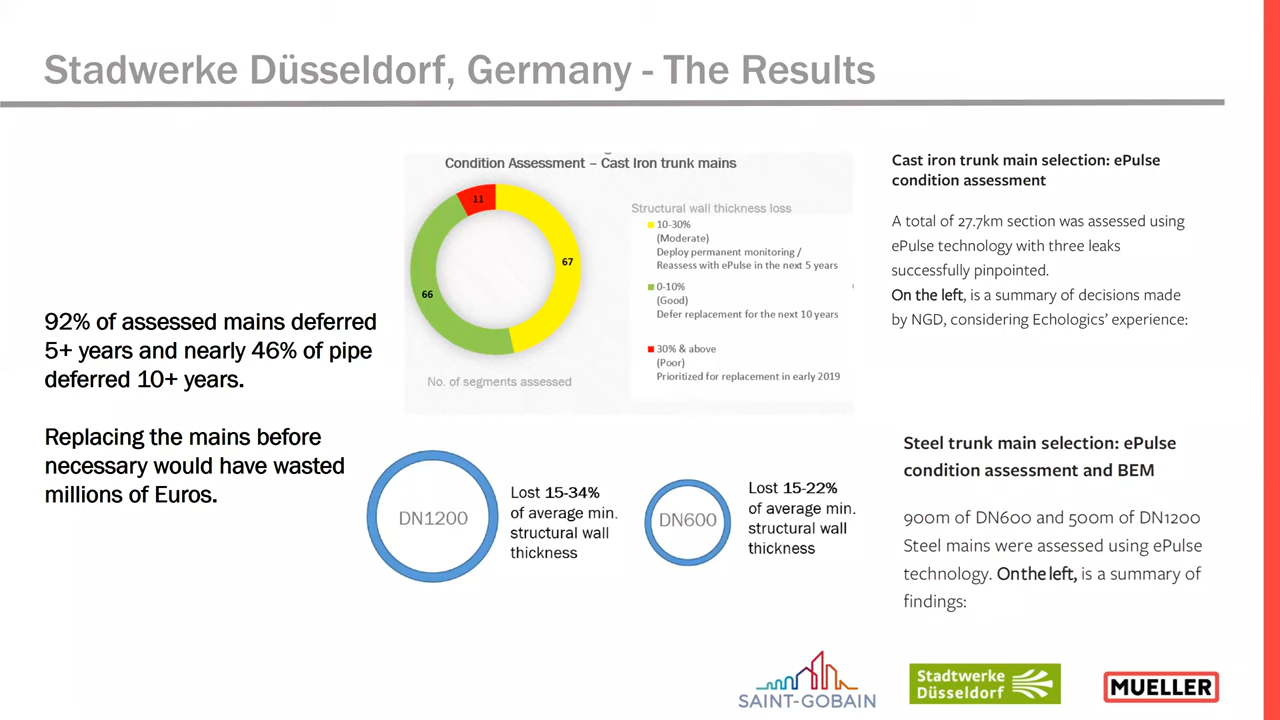 Stadwerke Düsseldorf, Germany - The Results
92% of assessed mains deferred
5+ years and nearly 46% of pipe
deferred 10+ years.
Replacing the mains before
necessary would have wasted
millions of Euros.
Condition Assessment – Cast Iron trunk mains
11
67
66
No. of segments assessed
Structural wall thickness loss
10-30%
(Moderate)
Deploy permanent monitoring /
Reassess with ePulse in the next 5 years
0-10%
(Good)
Defer replacement for the next 10 years
30% & above
(Poor)
Prioritized for replacement in early 2019
DN1200
Lost 15-34%
of average min.
structural wall
thickness
DN600
Lost 15-22%
of average min.
structural wall
thickness
Cast iron trunk main selection: ePulse
condition assessment
A total of 27.7km section was assessed using
ePulse technology with three leaks
successfully pinpointed.
On the left, is a summary of decisions made
by NGD, considering Echologics’ experience:
Steel trunk main selection: ePulse
condition assessment and BEM
900m of DN600 and 500m of DN1200
Steel mains were assessed using ePulse
technology. On the left, is a summary of
findings:
SAINT-GOBAIN
Stadtwerke
Düsseldorf
MUELLER